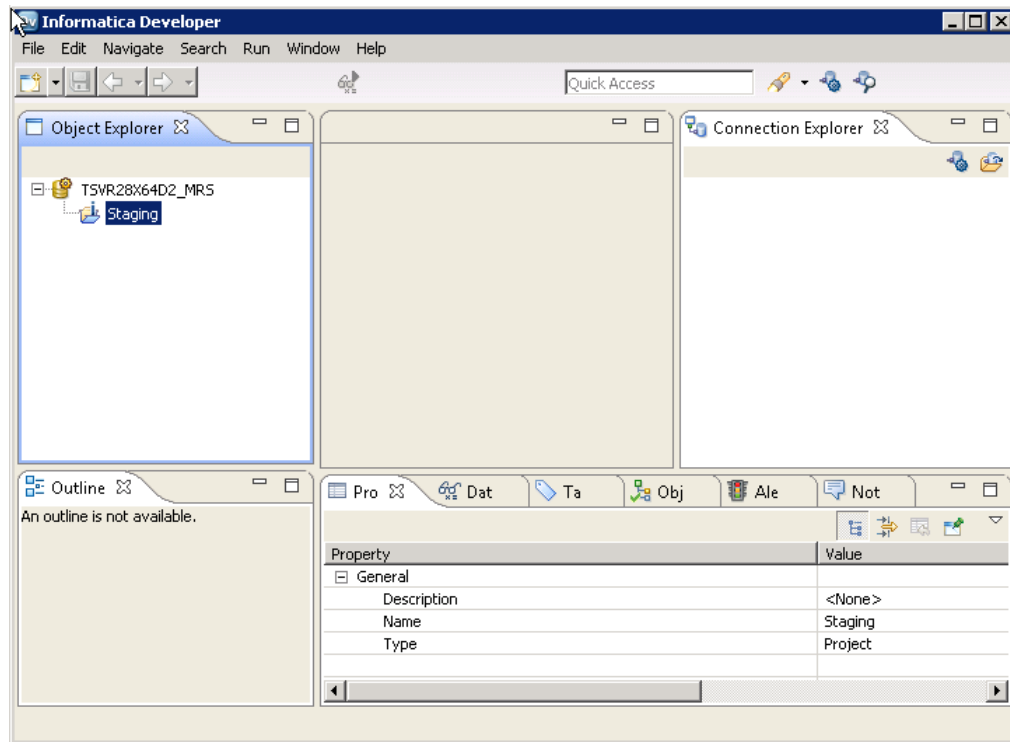 Informatica Developer
File Edit Navigate Search Run Window Help
Quick Access
Object Explorer
Connection Explorer
TSVR28X64D2_MRS
Staging
Outline
An outline is not available.
Pro Dat Ta Obj Ale Not
Property Value
General
Description <None>
Name Staging
Type Project